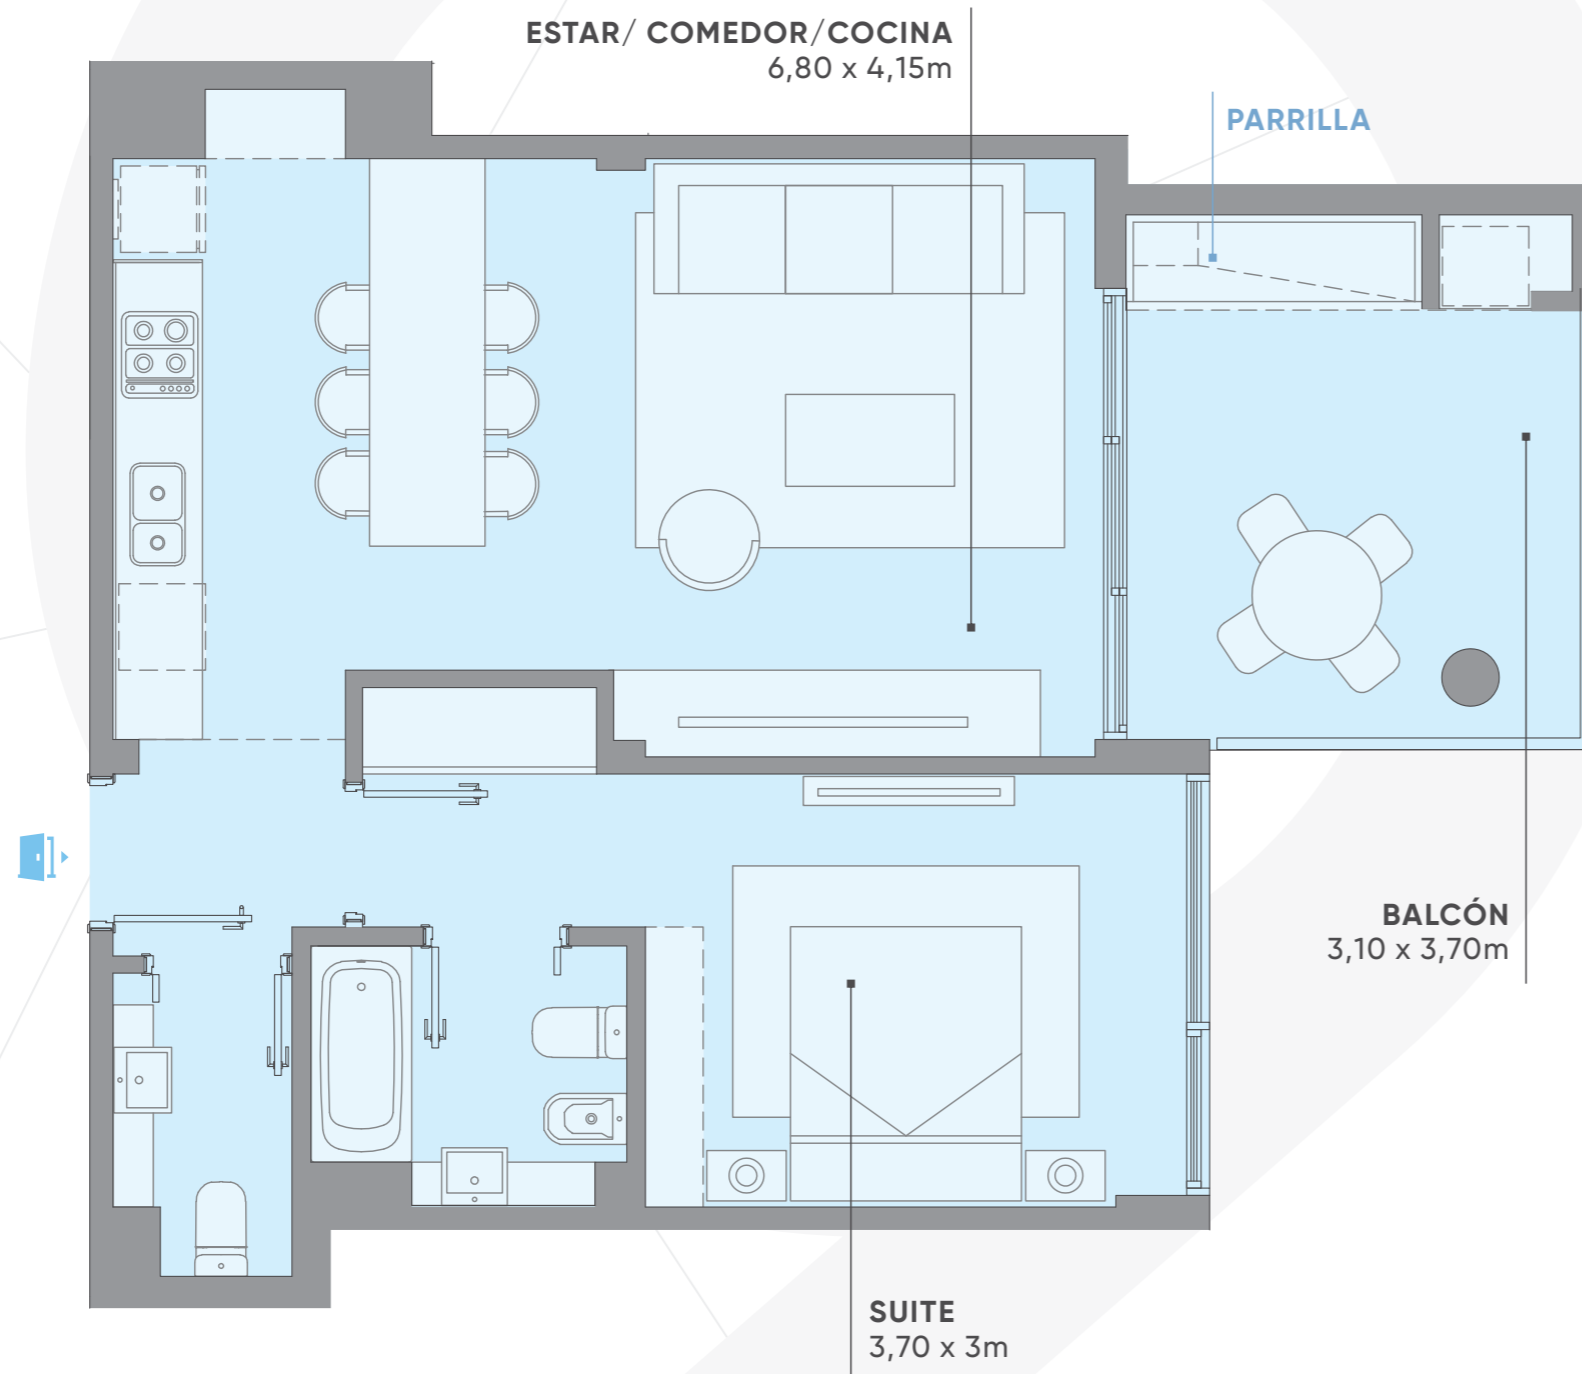 ESTAR/ COMEDOR/COCINA
6,80 x 4,15m
PARRILLA
BALCÓN
3,10 x 3,70m
SUITE
3,70 x 3m